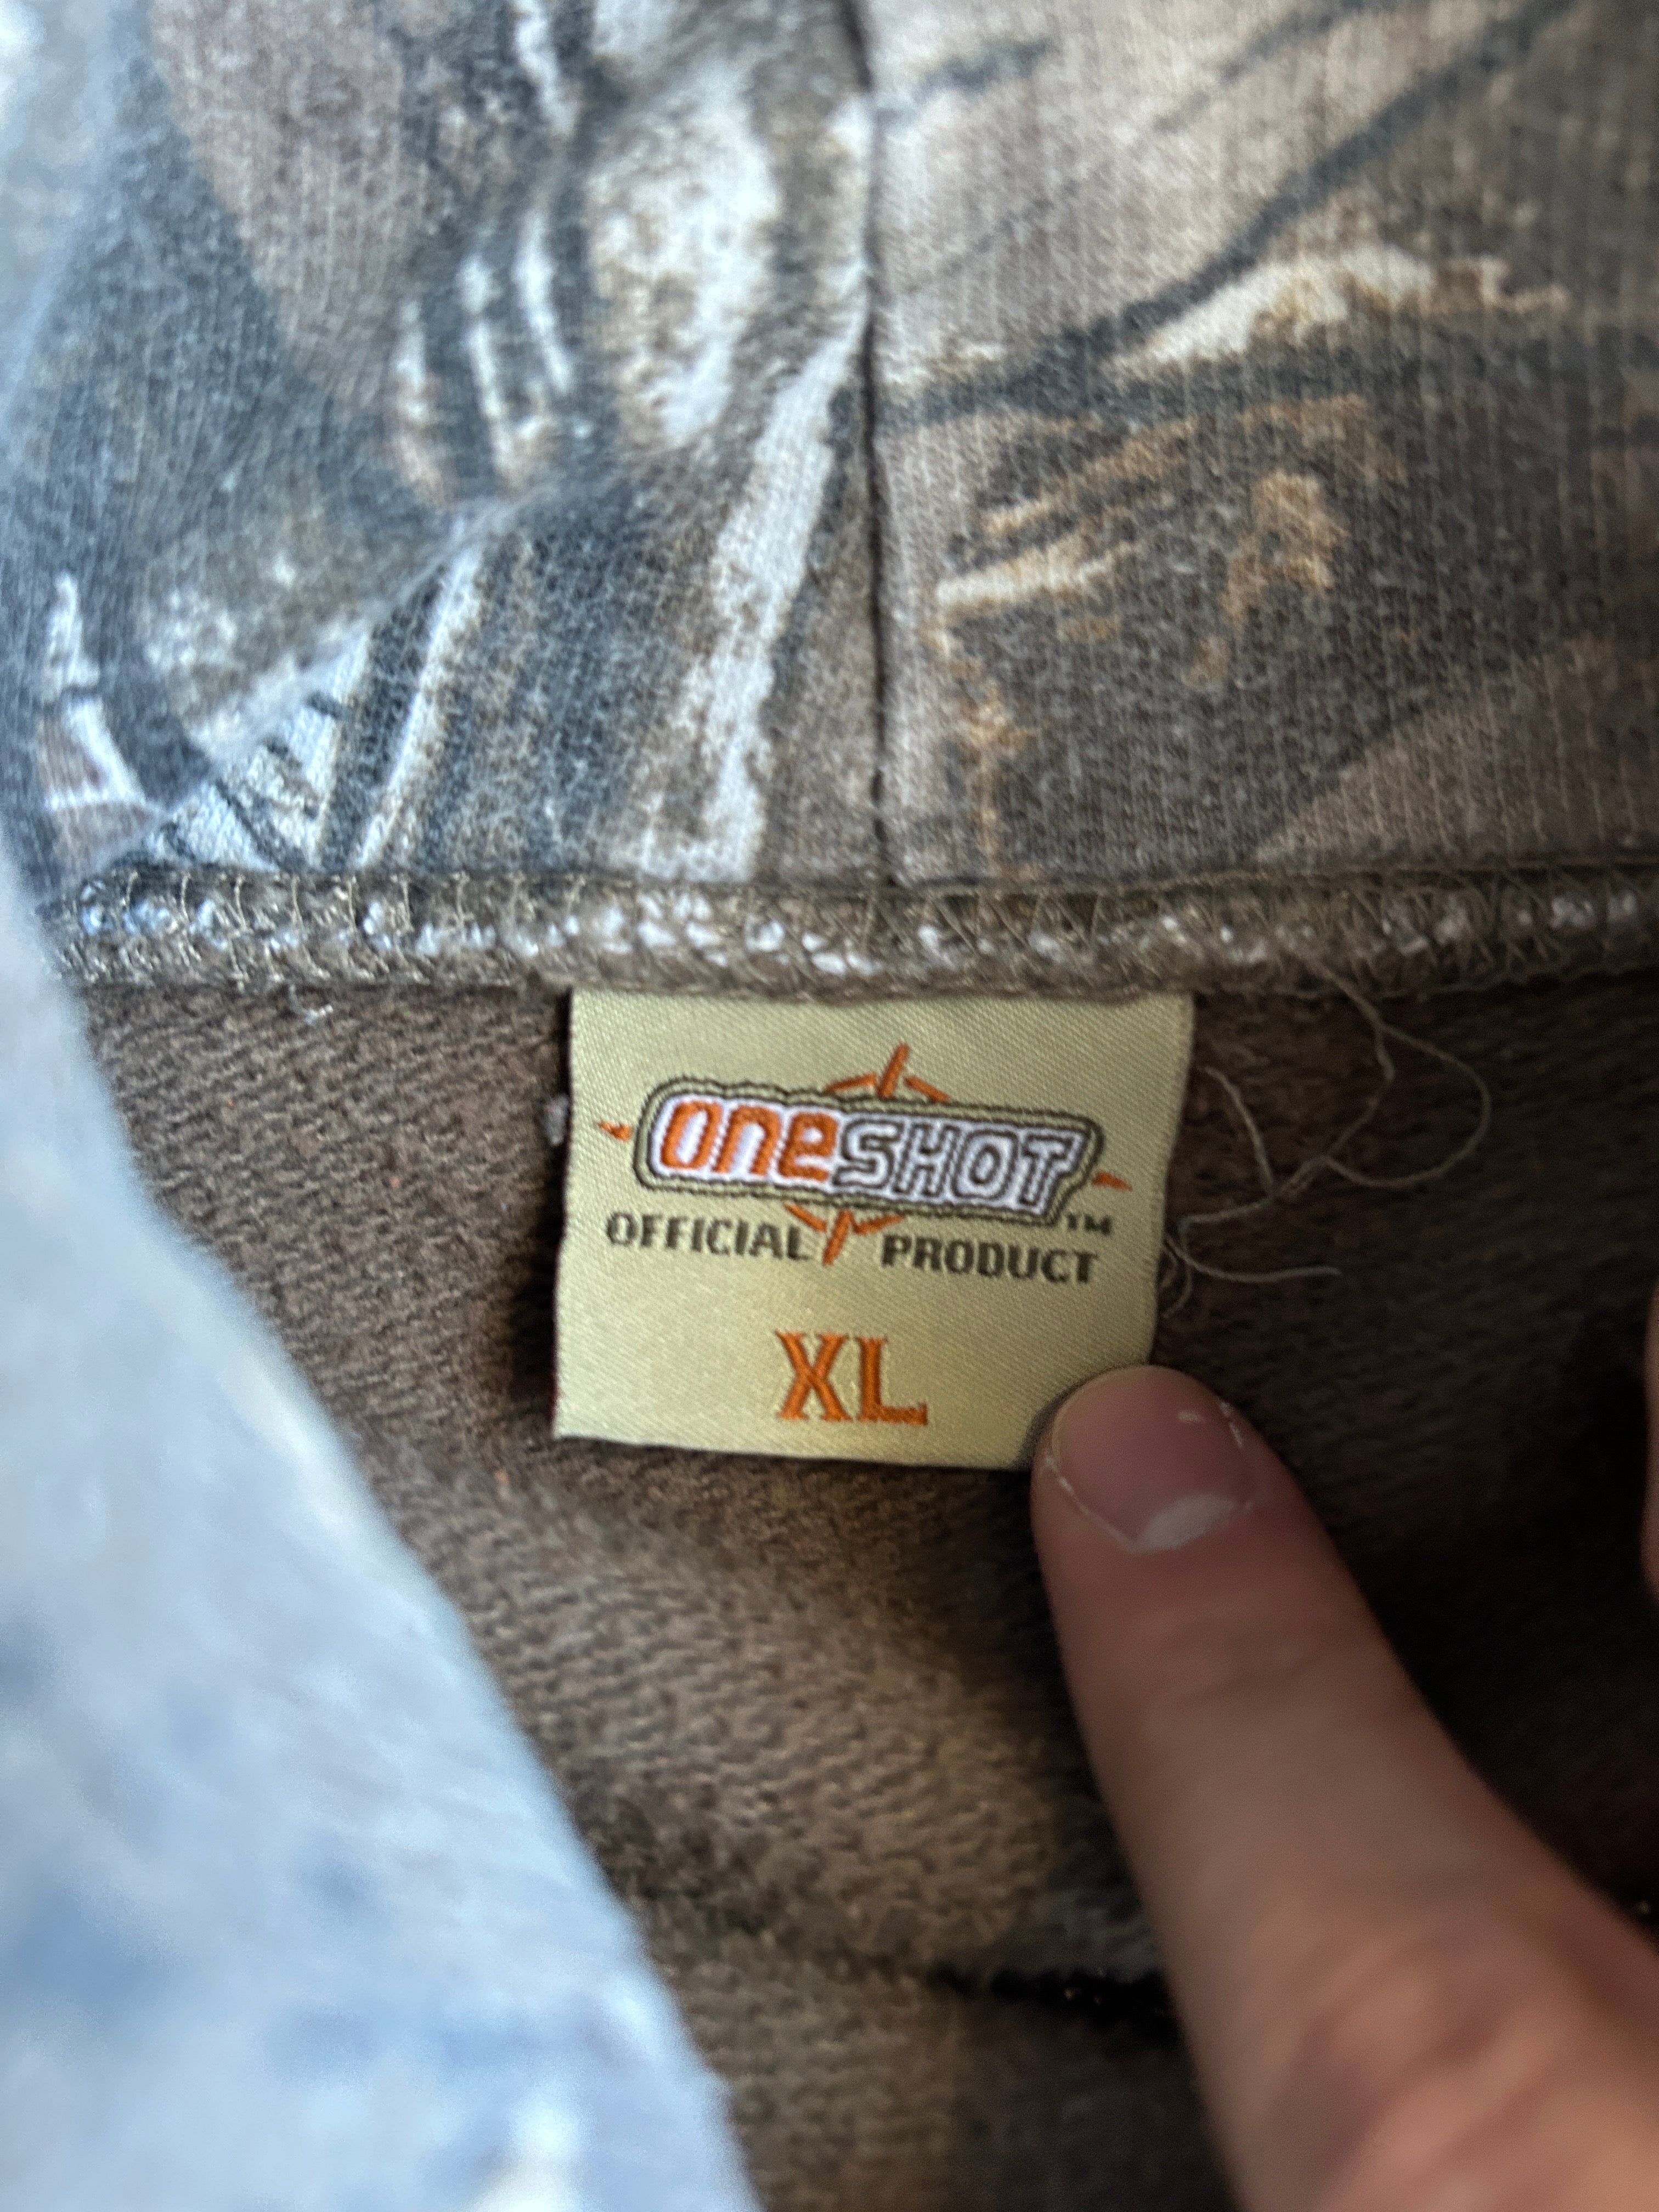 oneSHOT
TM
OFFICIAL PRODUCT
XL